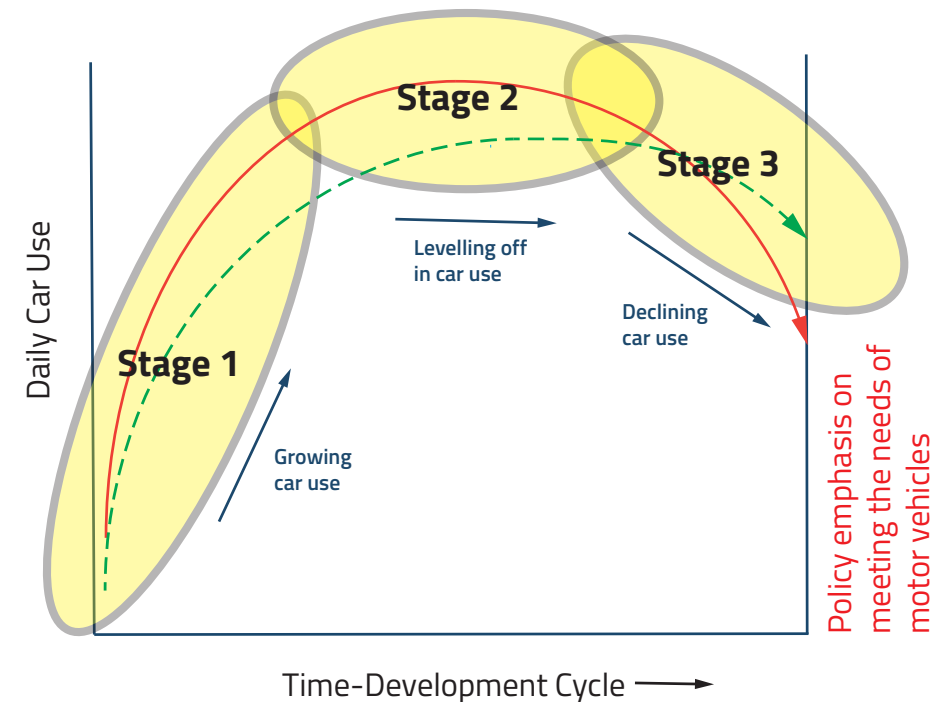 Stage 1
Stage 2
Stage 3
Growing
car use
Levelling off
in car use
Declining
car use
Daily Car Use
Time-Development Cycle
Policy emphasis on
meeting the needs of
motor vehicles